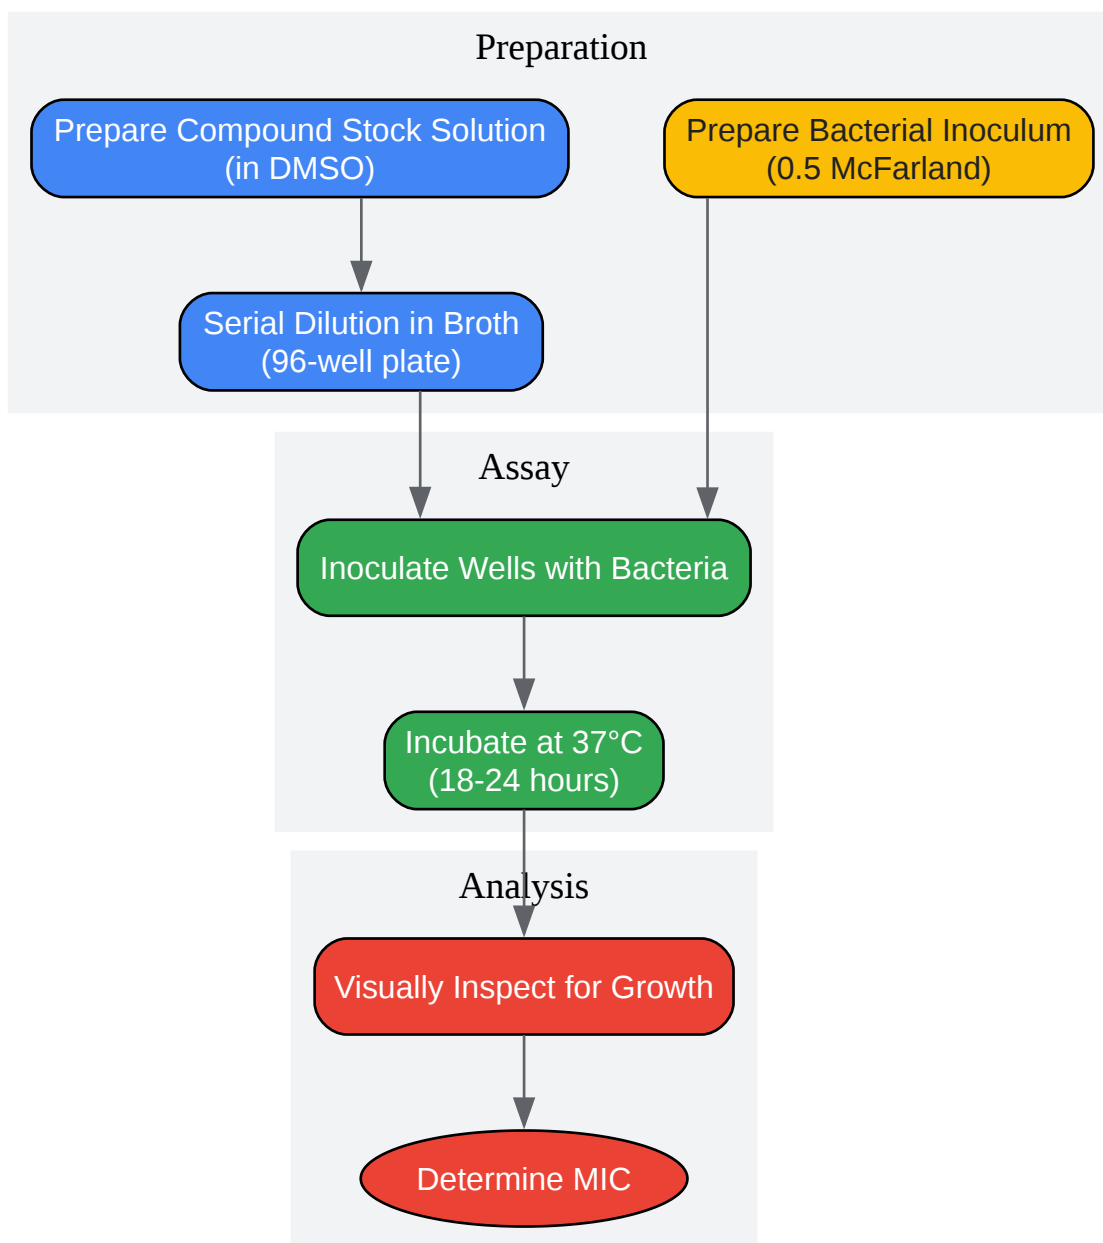 Preparation
Prepare Compound Stock Solution
(in DMSO)
Prepare Bacterial Inoculum
(0.5 McFarland)
Serial Dilution in Broth
(96-well plate)
Assay
Inoculate Wells with Bacteria
Incubate at 37°C
(18-24 hours)
Analysis
Visually Inspect for Growth
Determine MIC